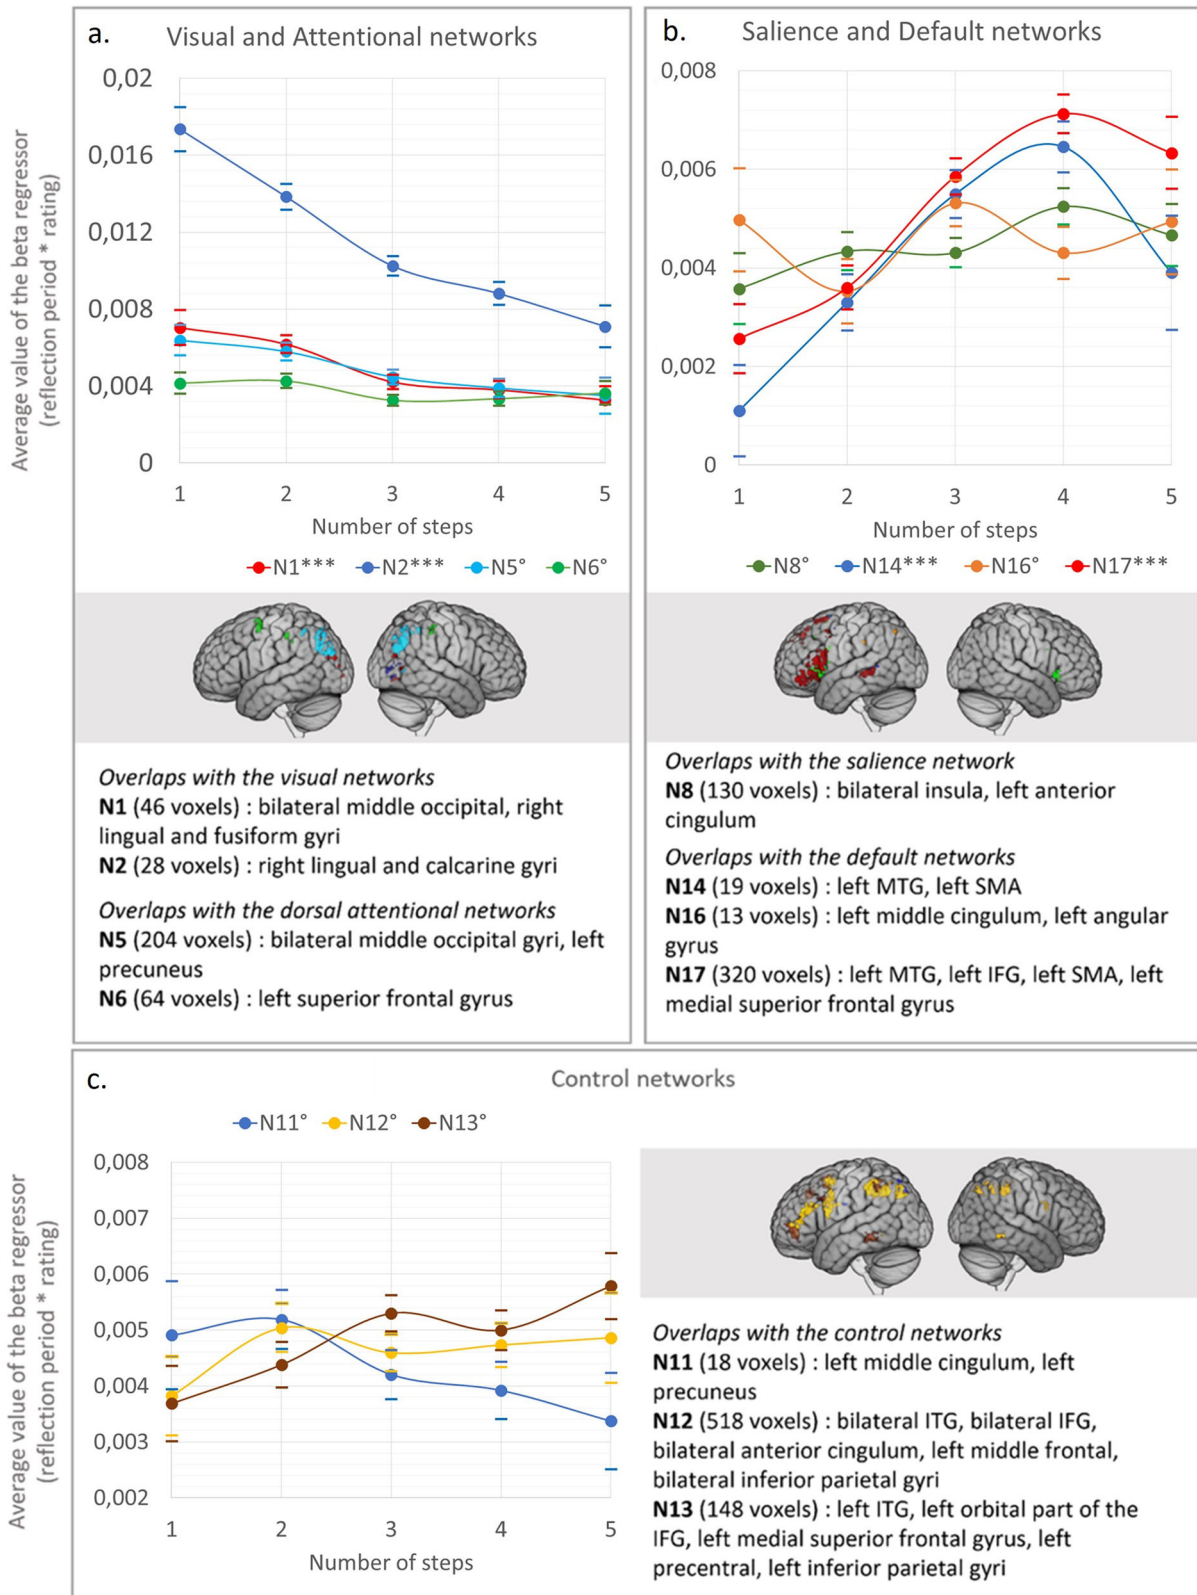 a.
Visual and Attentional networks
Average value of the beta regressor
(reflection period * rating)
0,02
0,016
0,012
0,008
0,004
0
1 2 3 4 5
Number of steps
N1*** N2*** N5° N6°
Overlaps with the visual networks
N1 (46 voxels) : bilateral middle occipital, right
lingual and fusiform gyri
N2 (28 voxels) : right lingual and calcarine gyri
Overlaps with the dorsal attentional networks
N5 (204 voxels) : bilateral middle occipital gyri, left
precuneus
N6 (64 voxels) : left superior frontal gyrus
b.
Salience and Default networks
0,008
0,006
0,004
0,002
0
1 2 3 4 5
Number of steps
N8° N14*** N16° N17***
Overlaps with the salience network
N8 (130 voxels) : bilateral insula, left anterior
cingulum
Overlaps with the default networks
N14 (19 voxels) : left MTG, left SMA
N16 (13 voxels) : left middle cingulum, left angular
gyrus
N17 (320 voxels) : left MTG, left IFG, left SMA, left
medial superior frontal gyrus
c.
Control networks
N11° N12° N13°
Average value of the beta regressor
(reflection period * rating)
0,008
0,007
0,006
0,005
0,004
0,003
0,002
1 2 3 4 5
Number of steps
Overlaps with the control networks
N11 (18 voxels) : left middle cingulum, left
precuneus
N12 (518 voxels) : bilateral ITG, bilateral IFG,
bilateral anterior cingulum, left middle frontal,
bilateral inferior parietal gyri
N13 (148 voxels) : left ITG, left orbital part of the
IFG, left medial superior frontal gyrus, left
precentral, left inferior parietal gyri